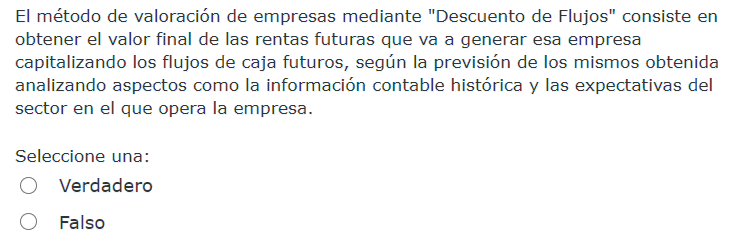 El método de valoración de empresas mediante "Descuento de Flujos" consiste en
obtener el valor final de las rentas futuras que va a generar esa empresa
capitalizando los flujos de caja futuros, según la previsión de los mismos obtenida
analizando aspectos como la información contable histórica y las expectativas del
sector en el que opera la empresa.
Seleccione una:
Verdadero
Falso